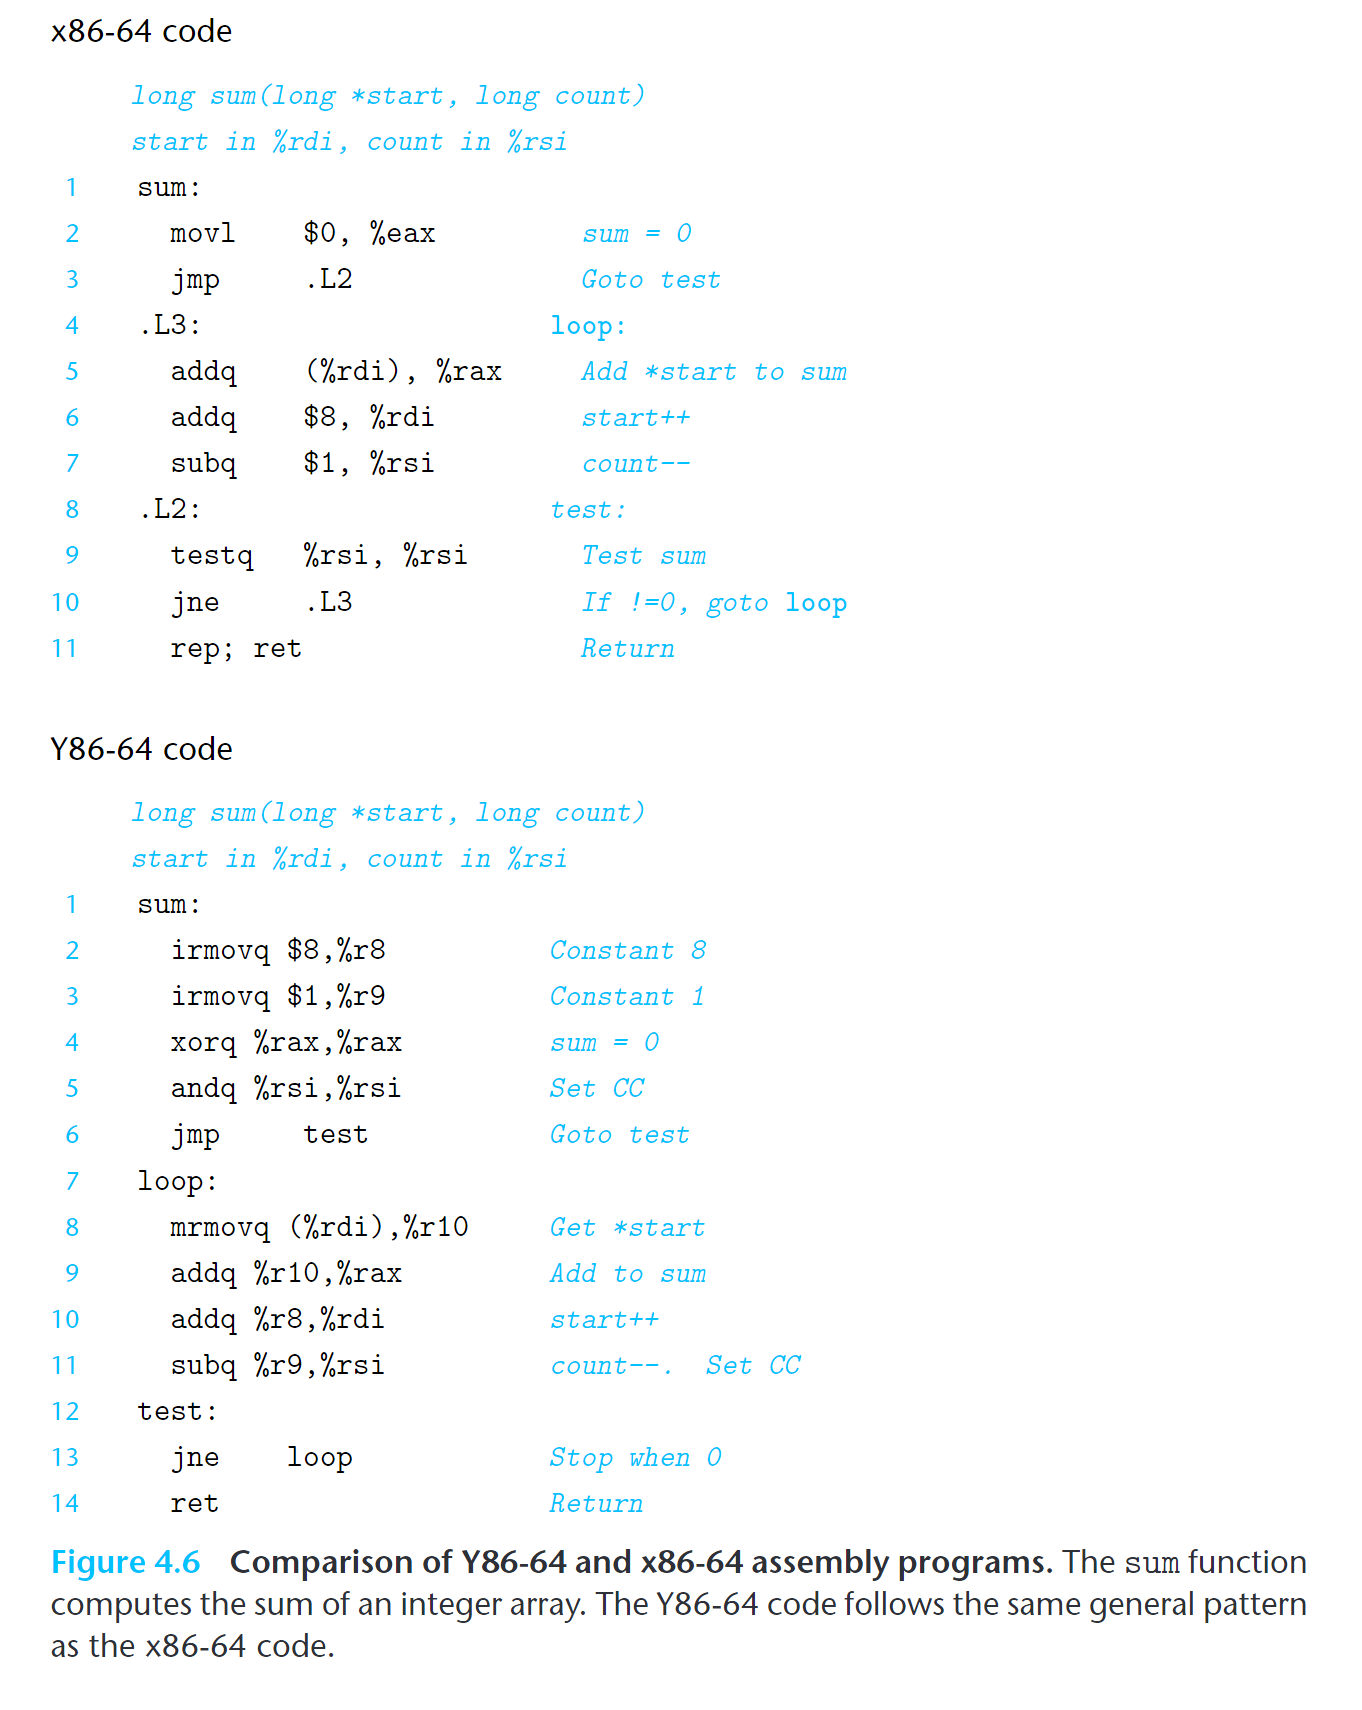 x86-64 code
long sum(long *start, long count)
start in %rdi, count in %rsi
1 sum:
2 movl $0, %eax sum = 0
3 jmp .L2 Goto test
4 .L3: loop:
5 addq (%rdi), %rax Add *start to sum
6 addq $8, %rdi start++
7 subq $1, %rsi count--
8 .L2: test:
9 testq %rsi, %rsi Test sum
10 jne .L3 If !=0, goto loop
11 rep; ret Return
Y86-64 code
long sum(long *start, long count)
start in %rdi, count in %rsi
1 sum:
2 irmovq $8,%r8 Constant 8
3 irmovq $1,%r9 Constant 1
4 xorq %rax,%rax sum = 0
5 andq %rsi,%rsi Set CC
6 jmp test Goto test
7 loop:
8 mrmovq (%rdi),%r10 Get *start
9 addq %r10,%rax Add to sum
10 addq %r8,%rdi start++
11 subq %r9,%rsi count--. Set CC
12 test:
13 jne loop Stop when 0
14 ret Return
Figure 4.6 Comparison of Y86-64 and x86-64 assembly programs. The sum function
computes the sum of an integer array. The Y86-64 code follows the same general pattern
as the x86-64 code.